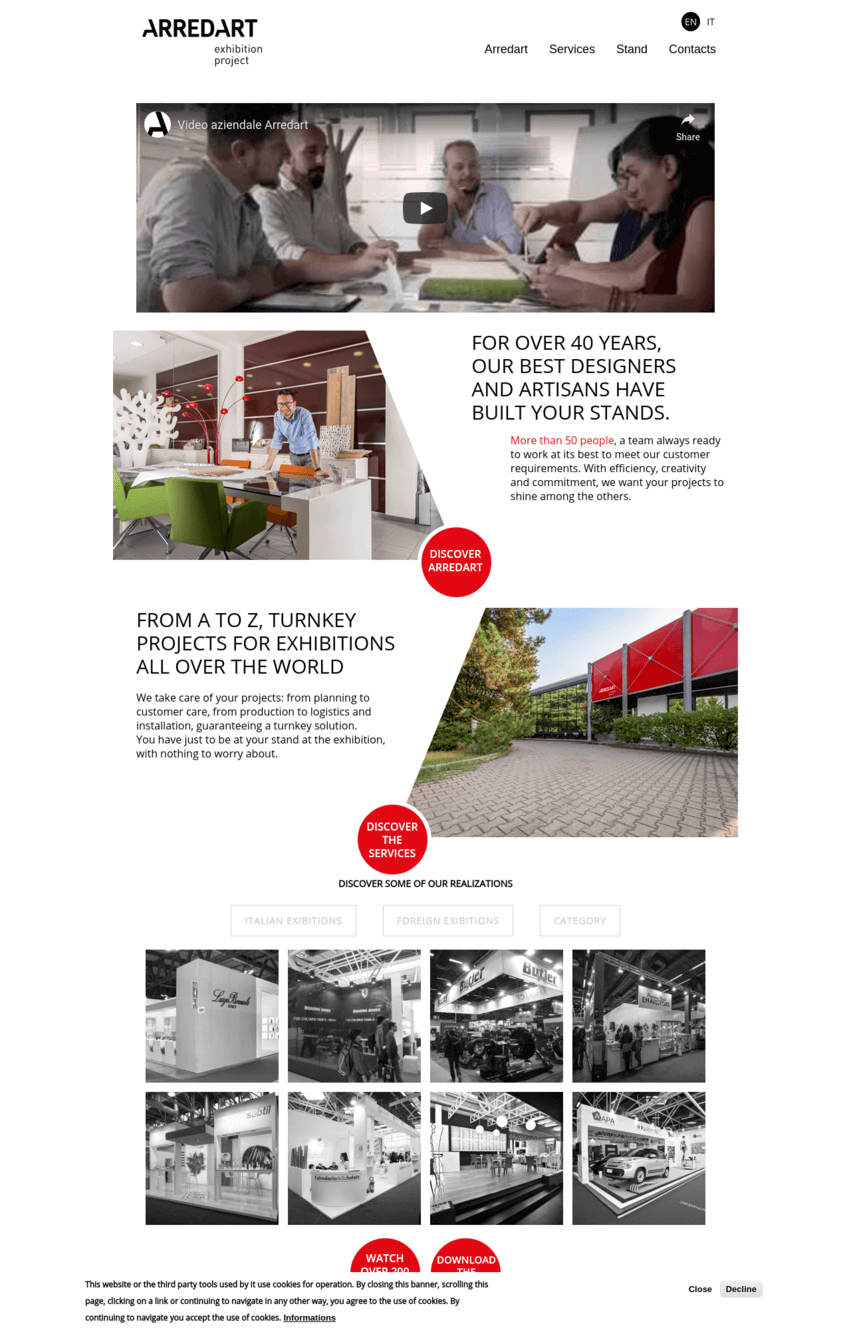 ARREDART
exhibition
project
EN IT
Arredart Services Stand Contacts
Video aziendale Arredart
Share
FOR OVER 40 YEARS,
OUR BEST DESIGNERS
AND ARTISANS HAVE
BUILT YOUR STANDS.
More than 50 people, a team always ready
to work at its best to meet our customer
requirements. With efficiency, creativity
and commitment, we want your projects to
shine among the others.
DISCOVER
ARREDART
FROM A TO Z, TURNKEY
PROJECTS FOR EXHIBITIONS
ALL OVER THE WORLD
We take care of your projects: from planning to
customer care, from production to logistics and
installation, guaranteeing a turnkey solution.
You have just to be at your stand at the exhibition,
with nothing to worry about.
ARREDART
DISCOVER
THE
SERVICES
DISCOVER SOME OF OUR REALIZATIONS
ITALIAN EXIBITIONS
FOREIGN EXIBITIONS
CATEGORY
Butler
Butler
subtil
APA
WATCH
OVER 200
DOWNLOAD
THE
This website or the third party tools used by it use cookies for operation. By closing this banner, scrolling this
page, clicking on a link or continuing to navigate in any other way, you agree to the use of cookies. By
continuing to navigate you accept the use of cookies. Informations
Close
Decline